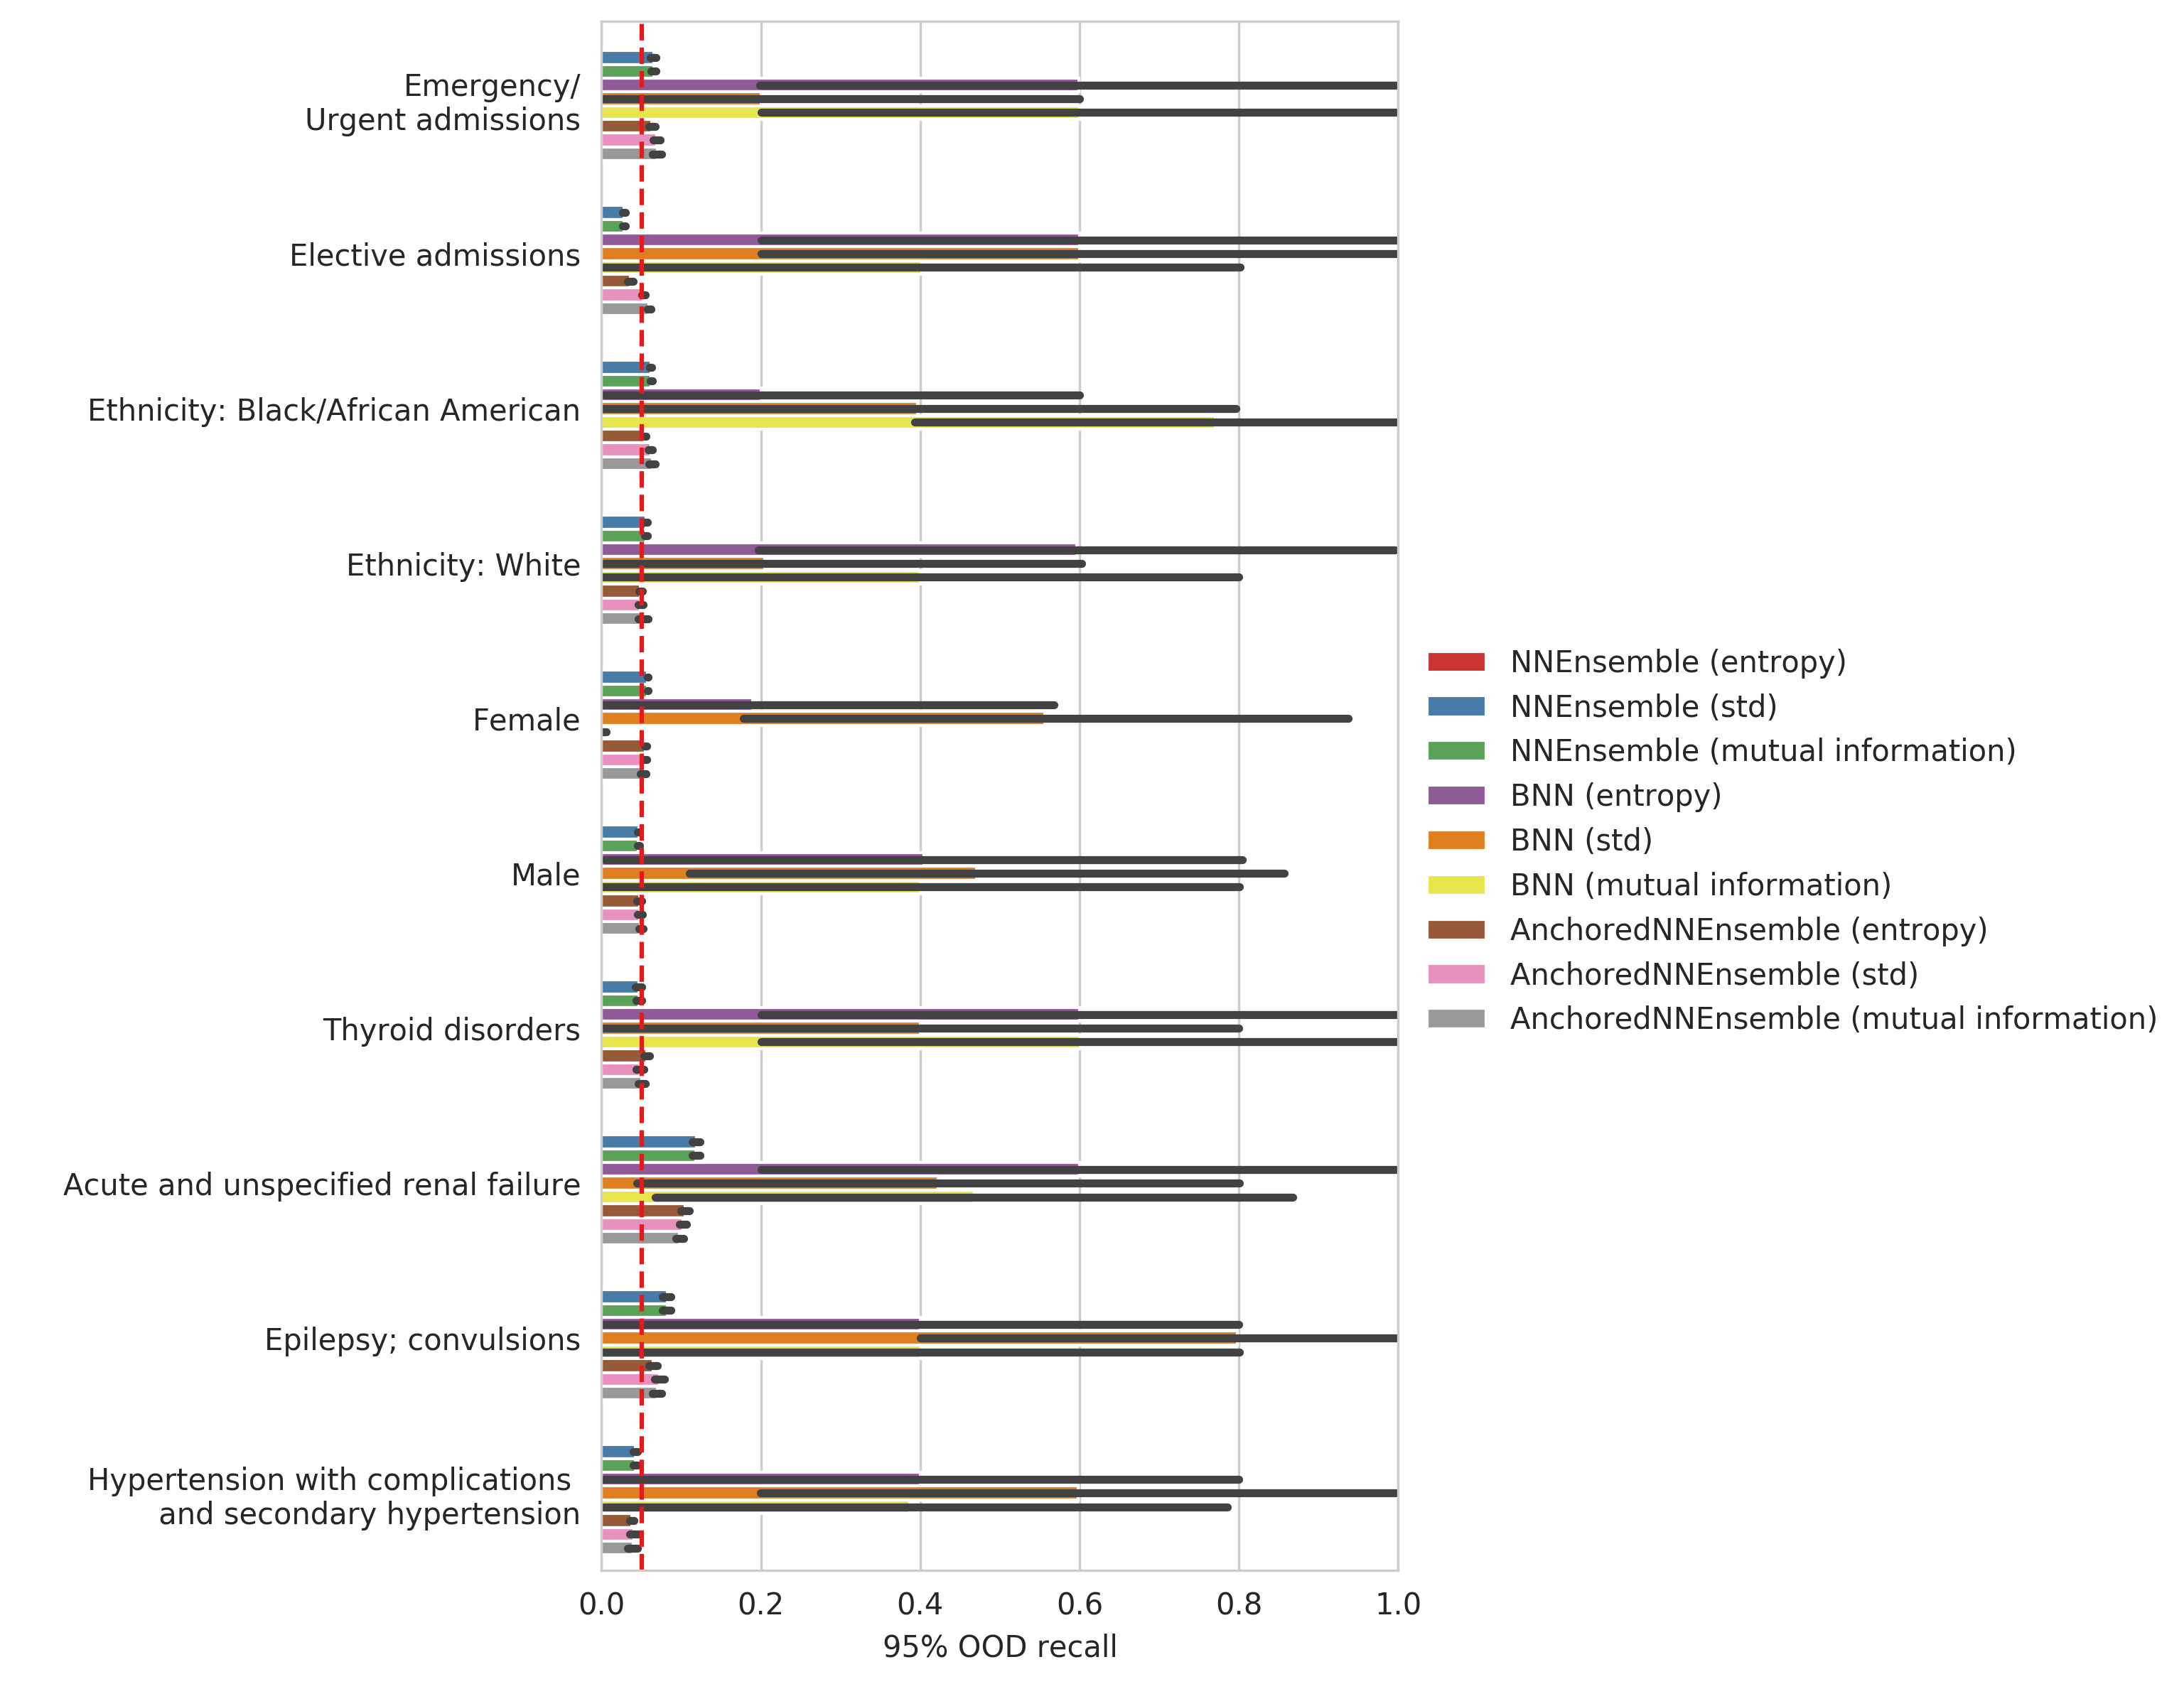 Emergency/
Urgent admissions
Elective admissions
Ethnicity: Black/African American
Ethnicity: White
Female
Male
Thyroid disorders
Acute and unspecified renal failure
Epilepsy; convulsions
Hypertension with complications
and secondary hypertension
0.0 0.2 0.4 0.6 0.8 1.0
95% OOD recall
NNEnsemble (entropy)
NNEnsemble (std)
NNEnsemble (mutual information)
BNN (entropy)
BNN (std)
BNN (mutual information)
AnchoredNNEnsemble (entropy)
AnchoredNNEnsemble (std)
AnchoredNNEnsemble (mutual information)